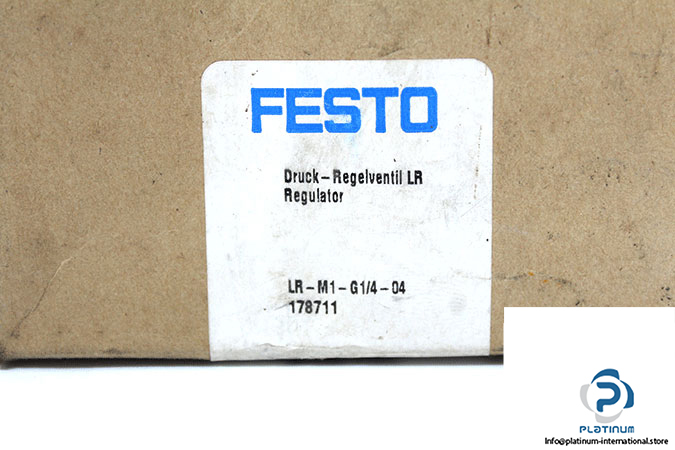 FESTO
Druck-Regelventil LR
Regulator
LR-M1-G1/4-04
178711
PLATINUM
Info@platinum-international.store